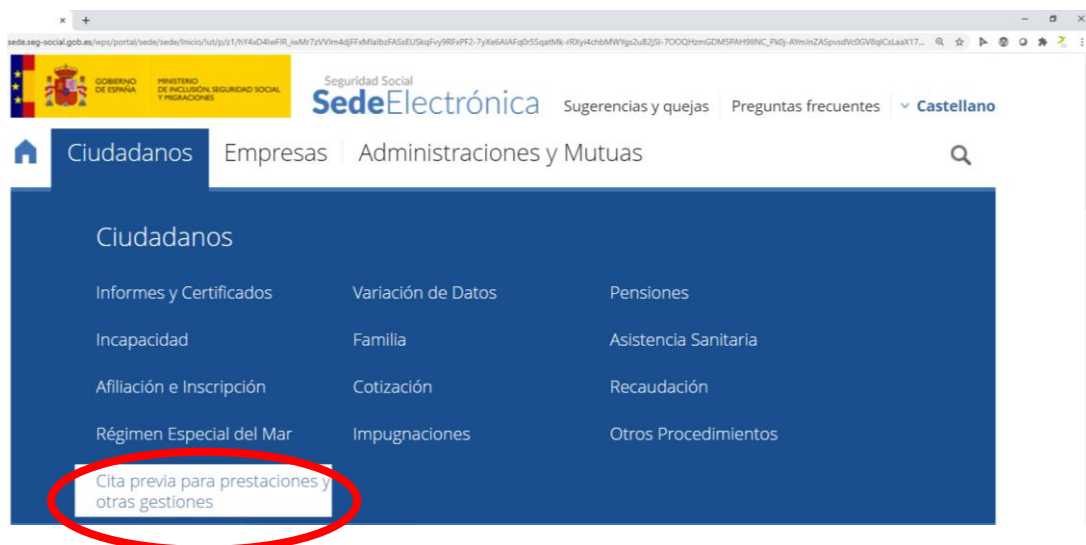 GOBIERNO
DE ESPAÑA
MINISTERIO
DE INCLUSIÓN, SEGURIDAD SOCIAL
Y MIGRACIONES
Seguridad Social
SedeElectrónica
Sugerencias y quejas
Preguntas frecuentes
Castellano
Ciudadanos
Empresas
Administraciones y Mutuas
Ciudadanos
Informes y Certificados
Variación de Datos
Pensiones
Incapacidad
Familia
Asistencia Sanitaria
Afiliación e Inscripción
Cotización
Recaudación
Régimen Especial del Mar
Impugnaciones
Otros Procedimientos
Cita previa para prestaciones y
otras gestiones